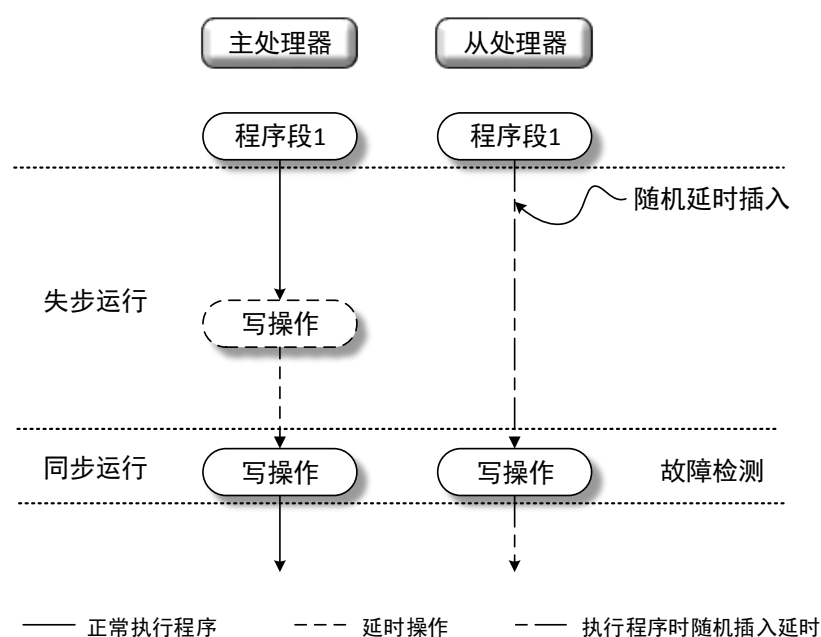 主处理器
从处理器
程序段1
程序段1
随机延时插入
失步运行
写操作
同步运行
写操作
写操作
故障检测
正常执行程序
延时操作
执行程序时随机插入延时